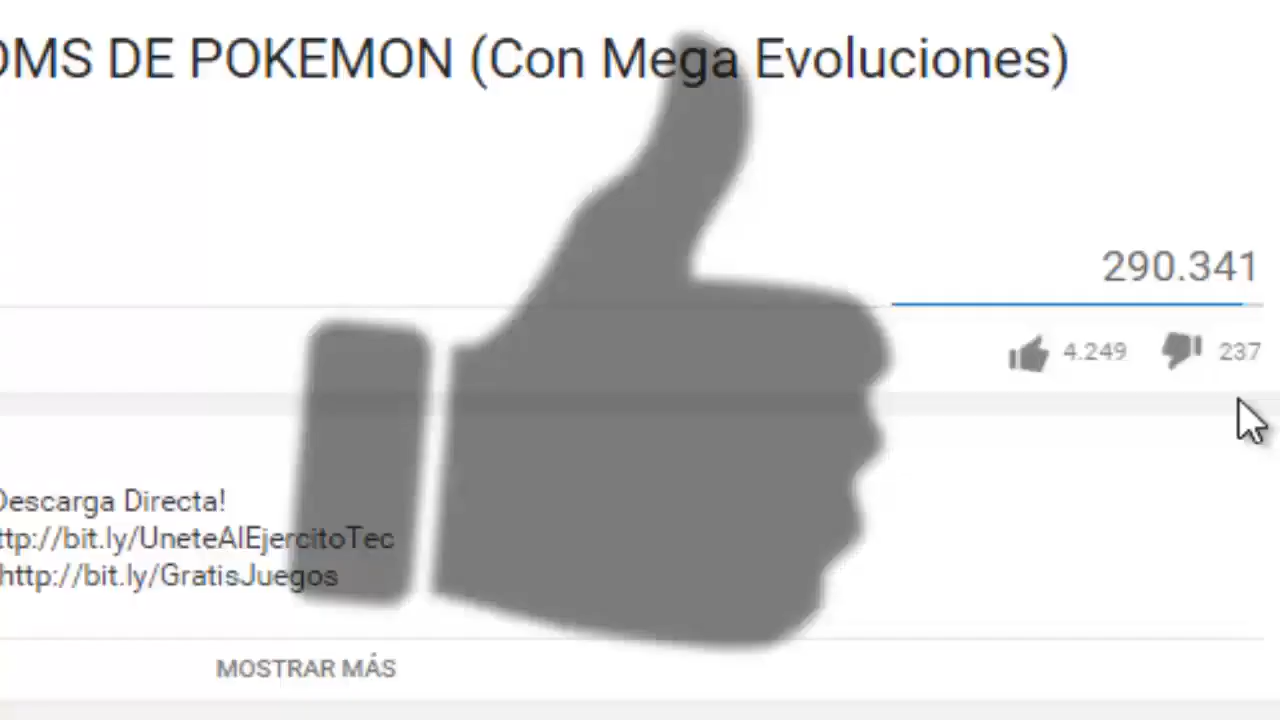 OMS DE POKEMON (Con Mega Evoluciones)
290.341
4.249 237
Descarga Directa!
ttp://bit.ly/UneteAlEjercitoTec
http://bit.ly/GratisJuegos
MOSTRAR MÁS